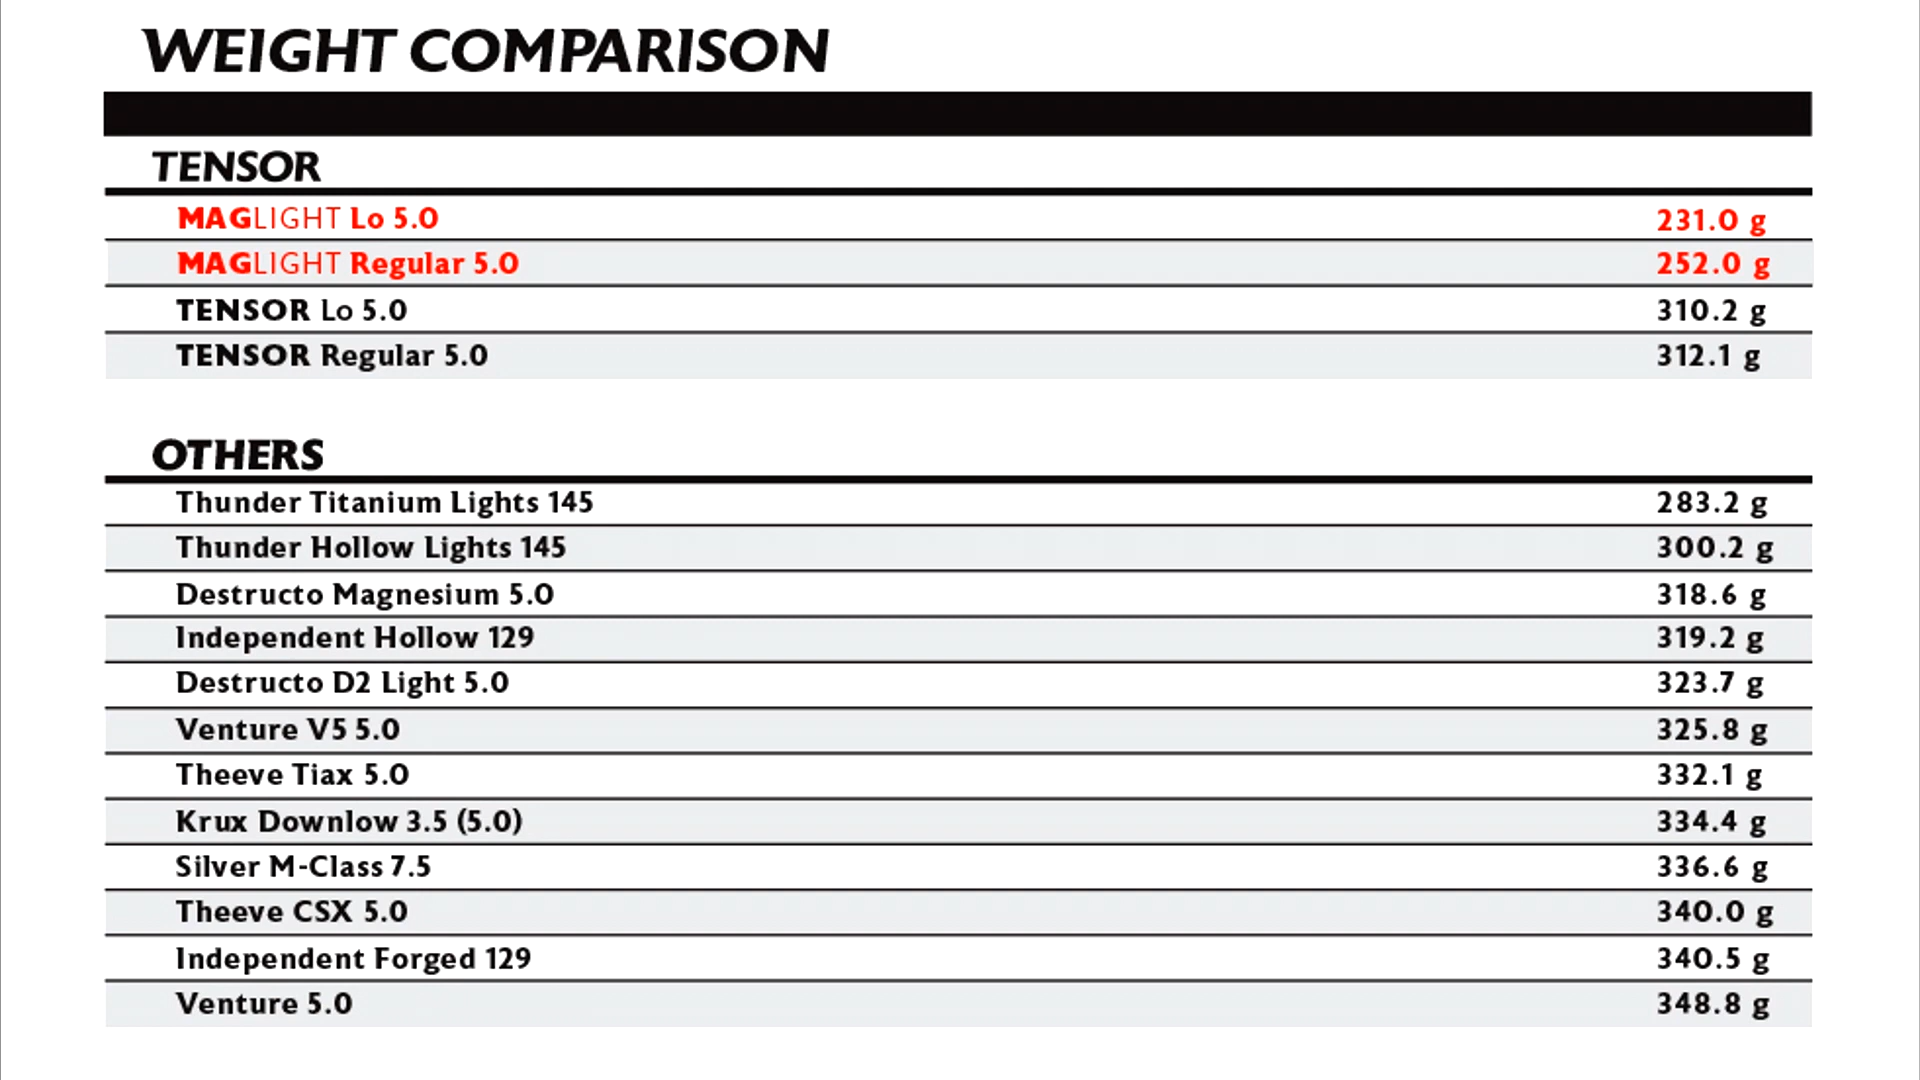 WEIGHT COMPARISON
TENSOR
MAGLIGHT Lo 5.0 231.0 g
MAGLIGHT Regular 5.0 252.0 g
TENSOR Lo 5.0 310.2 g
TENSOR Regular 5.0 312.1 g
OTHERS
Thunder Titanium Lights 145 283.2 g
Thunder Hollow Lights 145 300.2 g
Destructo Magnesium 5.0 318.6 g
Independent Hollow 129 319.2 g
Destructo D2 Light 5.0 323.7 g
Venture V5 5.0 325.8 g
Theeve Tiax 5.0 332.1 g
Krux Downlow 3.5 (5.0) 334.4 g
Silver M-Class 7.5 336.6 g
Theeve CSX 5.0 340.0 g
Independent Forged 129 340.5 g
Venture 5.0 348.8 g